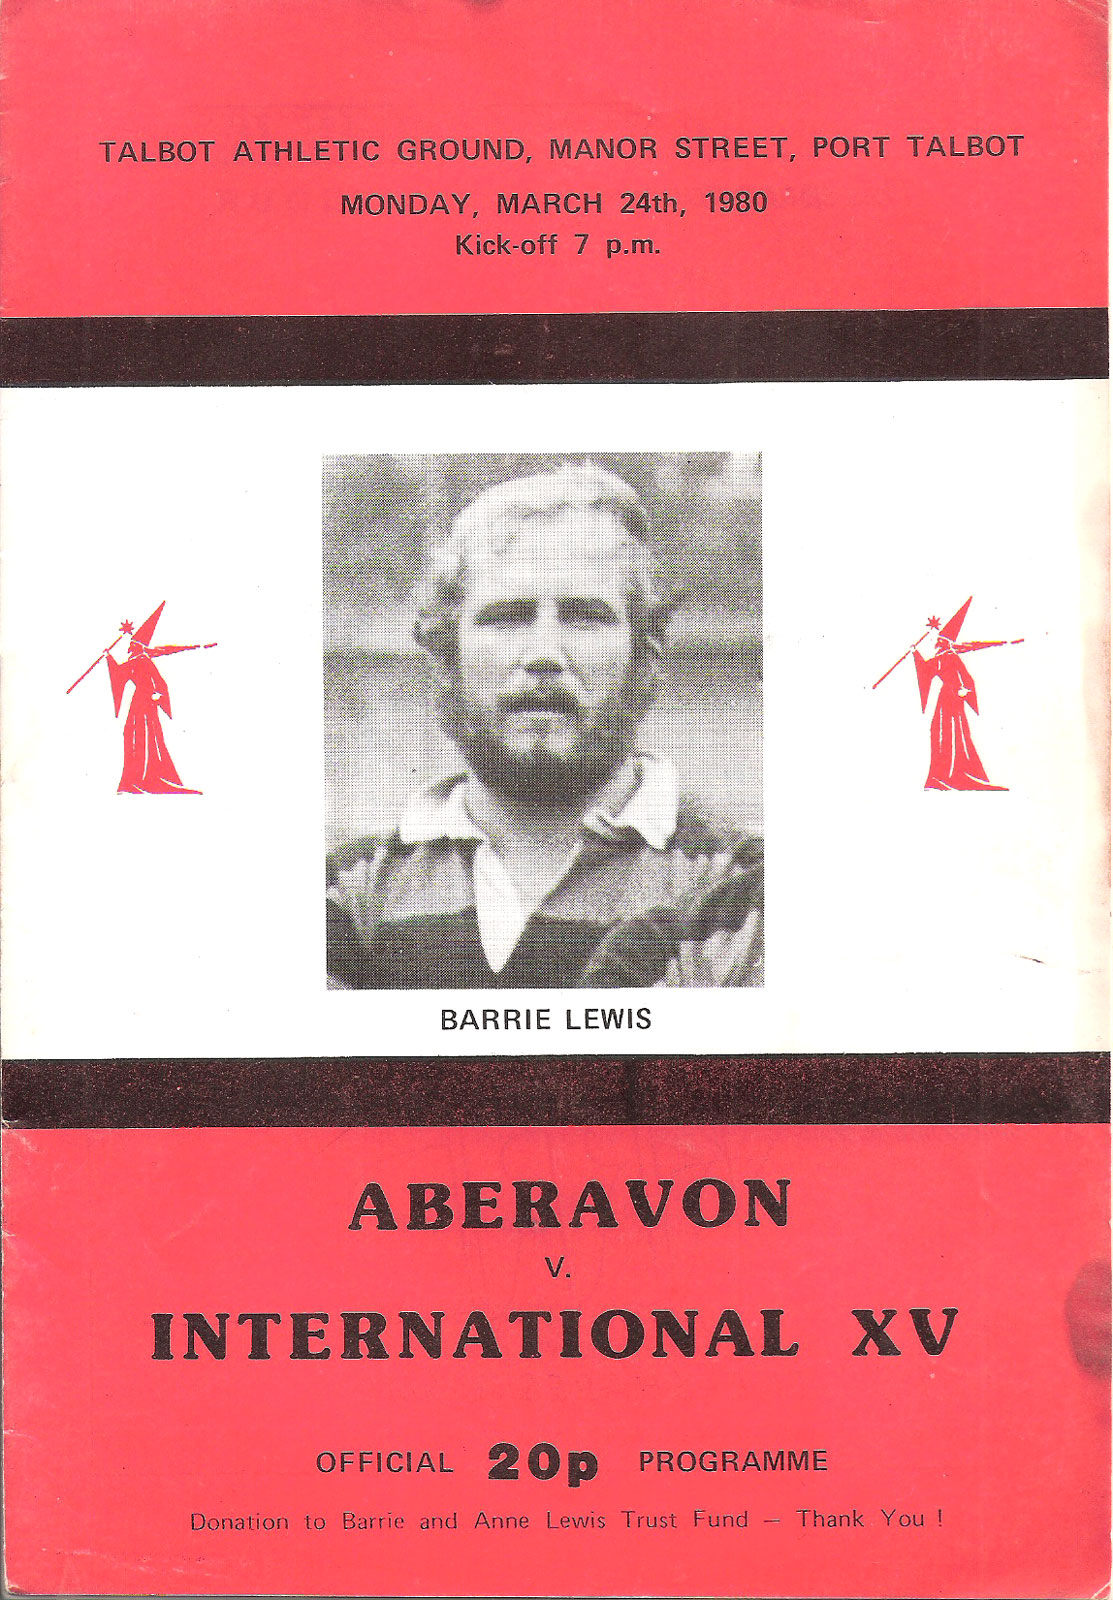 TALBOT ATHLETIC GROUND, MANOR STREET, PORT TALBOT
MONDAY, MARCH 24th, 1980
Kick-off 7 p.m.
BARRIE LEWIS
ABERAVON
v.
INTERNATIONAL XV
OFFICIAL 20p PROGRAMME
Donation to Barrie and Anne Lewis Trust Fund — Thank You !